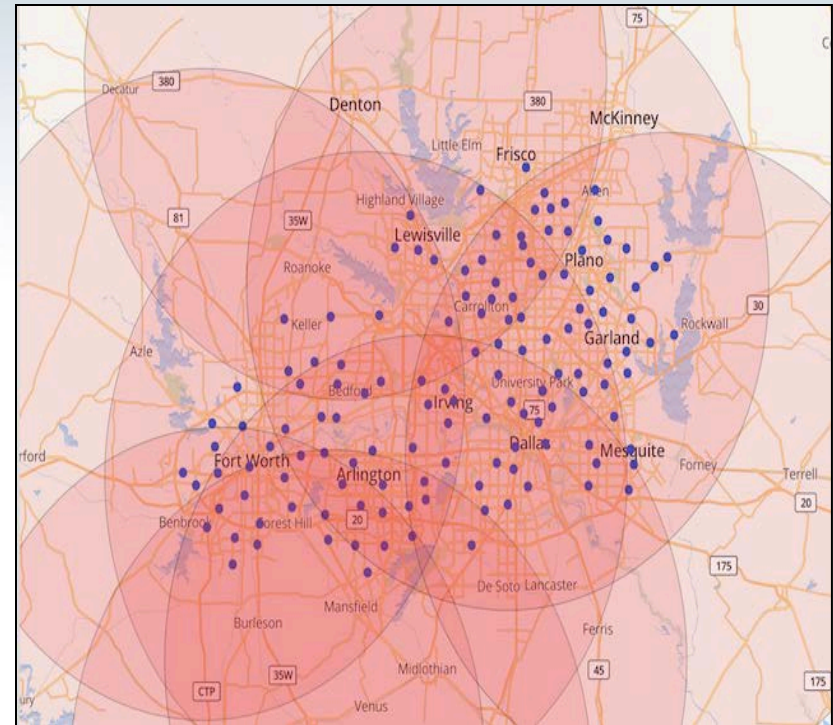 75
C
380
Decatur
380
Denton
McKinney
Little Elm
Frisco
Allen
Highland Village
81
35W
Lewisville
Plano
Roanoke
Carrollton
30
Keller
Rockwall
Garland
Azle
University Park
Bedford
Irving
75
Dallas
Mesquite
rford
Fort Worth
Arlington
Forney
Terrell
20
20
Benbrook
Forest Hill
175
De Soto
Lancaster
Mansfield
Burleson
Ferris
Midlothian
45
35W
175
CTP
ury
Venus